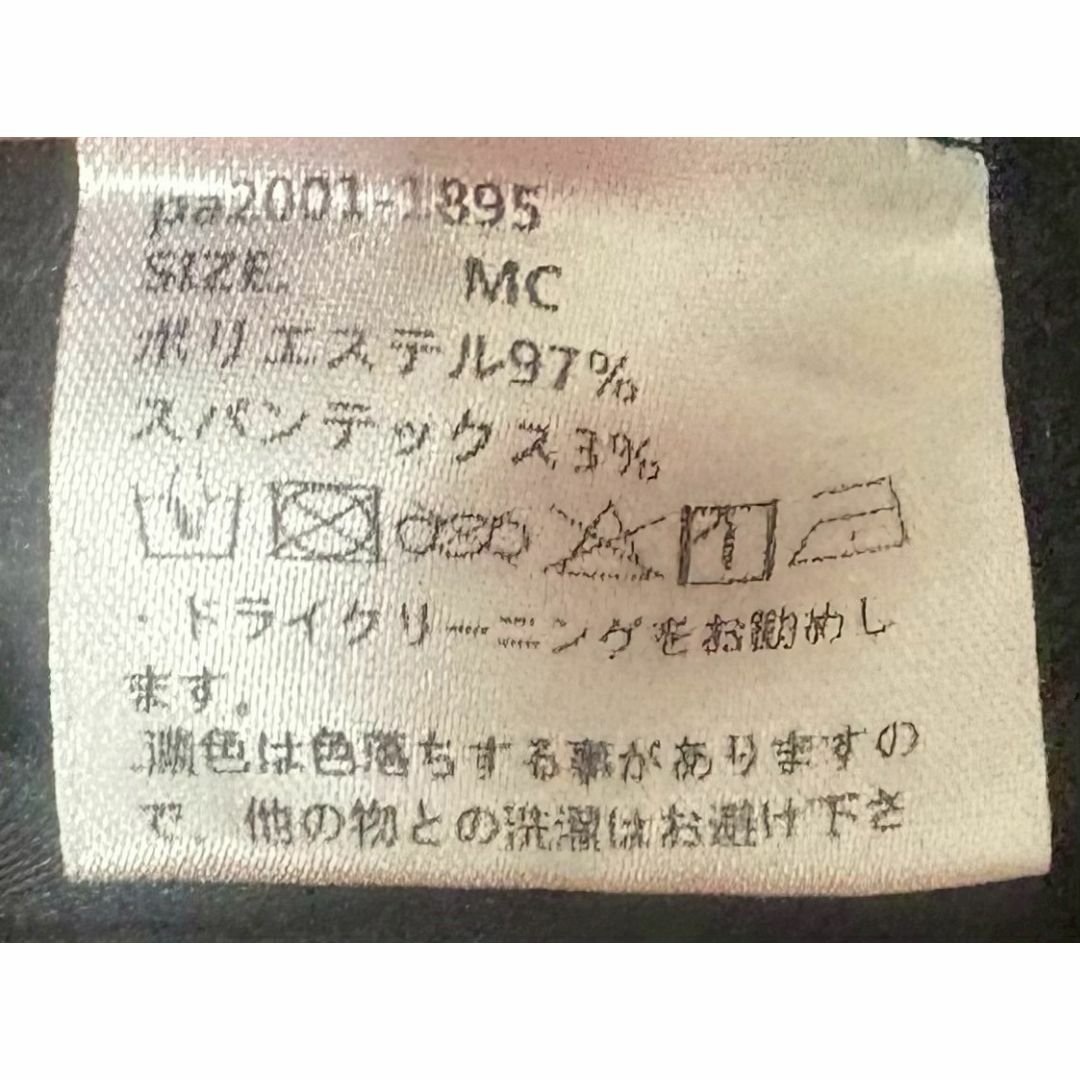 pa2001-1895
SIZE. MC
ポリエステル97%
スパンテックス3%
・ドライクリーニングをお勧めし
ます。
濃色は色落ちする事がありますの
で、他の物との洗濯はお避け下さ